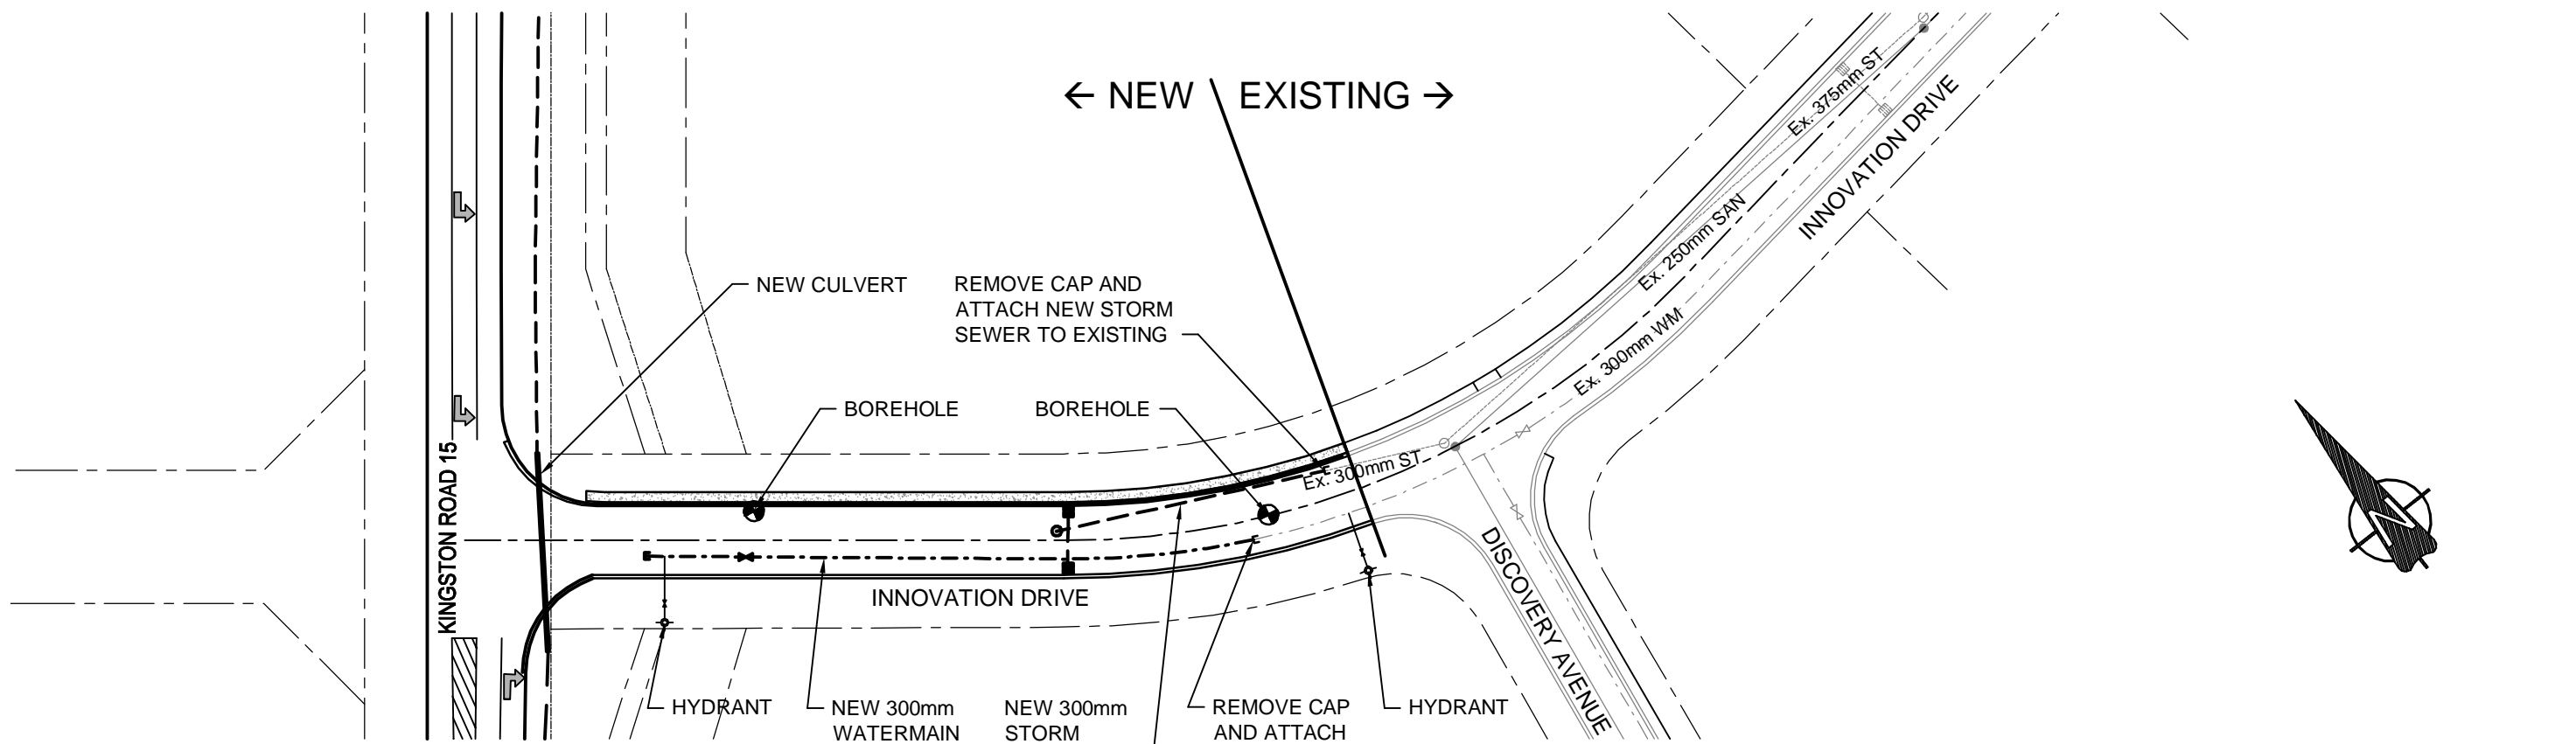 ← NEW
EXISTING →
Ex. 375mm ST
INNOVATION DRIVE
Ex. 250mm SAN
Ex. 300mm WM
NEW CULVERT
REMOVE CAP AND
ATTACH NEW STORM
SEWER TO EXISTING
BOREHOLE
BOREHOLE
Ex. 300mm ST
KINGSTON ROAD 15
INNOVATION DRIVE
DISCOVERY AVENUE
HYDRANT
NEW 300mm
WATERMAIN
NEW 300mm
STORM
REMOVE CAP
AND ATTACH
HYDRANT
Z